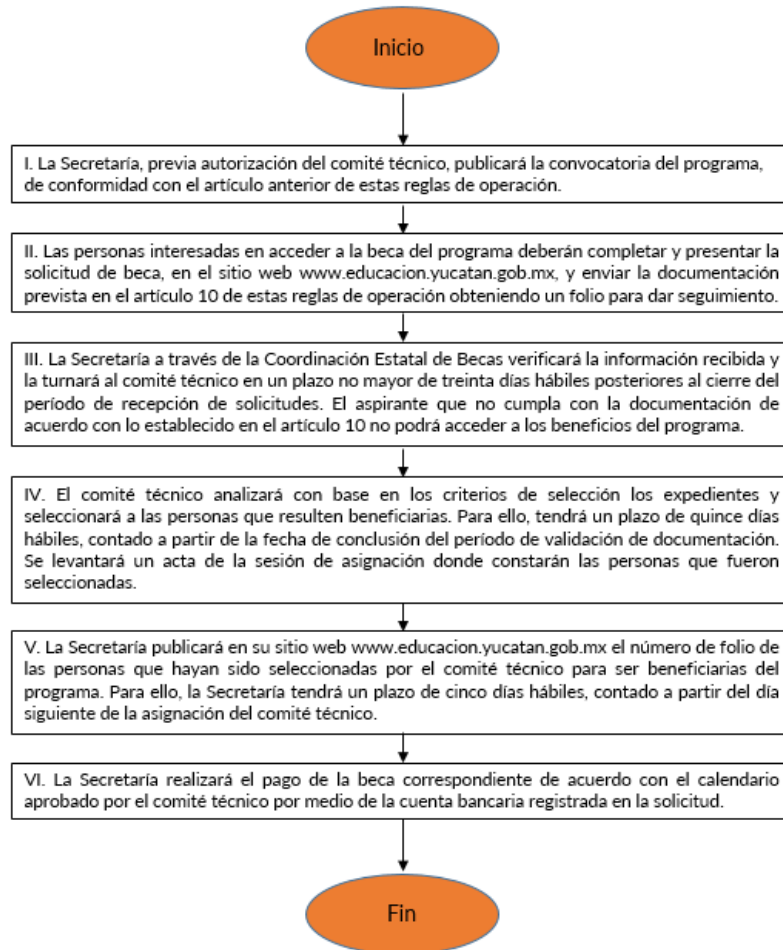 Inicio
I. La Secretaría, previa autorización del comité técnico, publicará la convocatoria del programa,
de conformidad con el artículo anterior de estas reglas de operación.
II. Las personas interesadas en acceder a la beca del programa deberán completar y presentar la
solicitud de beca, en el sitio web www.educacion.yucatan.gob.mx, y enviar la documentación
prevista en el artículo 10 de estas reglas de operación obteniendo un folio para dar seguimiento.
III. La Secretaría a través de la Coordinación Estatal de Becas verificará la información recibida y
la turnará al comité técnico en un plazo no mayor de treinta días hábiles posteriores al cierre del
período de recepción de solicitudes. El aspirante que no cumpla con la documentación de
acuerdo con lo establecido en el artículo 10 no podrá acceder a los beneficios del programa.
IV. El comité técnico analizará con base en los criterios de selección los expedientes y
seleccionará a las personas que resulten beneficiarias. Para ello, tendrá un plazo de quince días
hábiles, contado a partir de la fecha de conclusión del período de validación de documentación.
Se levantará un acta de la sesión de asignación donde constarán las personas que fueron
seleccionadas.
V. La Secretaría publicará en su sitio web www.educacion.yucatan.gob.mx el número de folio de
las personas que hayan sido seleccionadas por el comité técnico para ser beneficiarias del
programa. Para ello, la Secretaría tendrá un plazo de cinco días hábiles, contado a partir del día
siguiente de la asignación del comité técnico.
VI. La Secretaría realizará el pago de la beca correspondiente de acuerdo con el calendario
aprobado por el comité técnico por medio de la cuenta bancaria registrada en la solicitud.
Fin